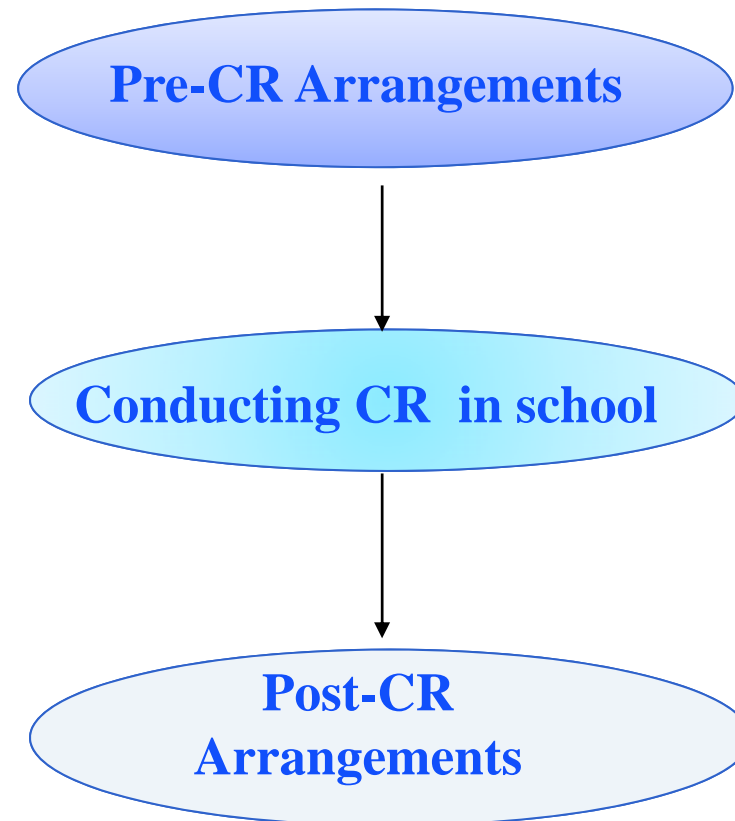 Pre-CR Arrangements
Conducting CR  in school
Post-CR
Arrangements